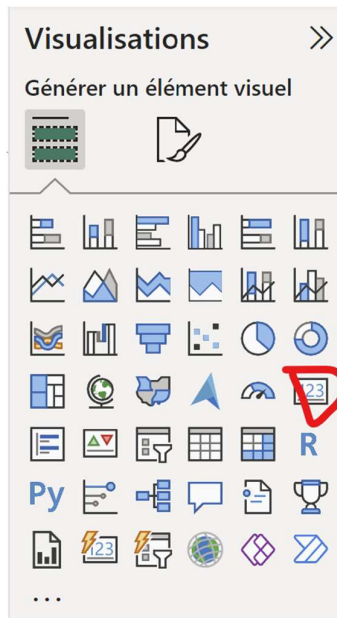 Visualisations
Générer un élément visuel
123
R
Py
123